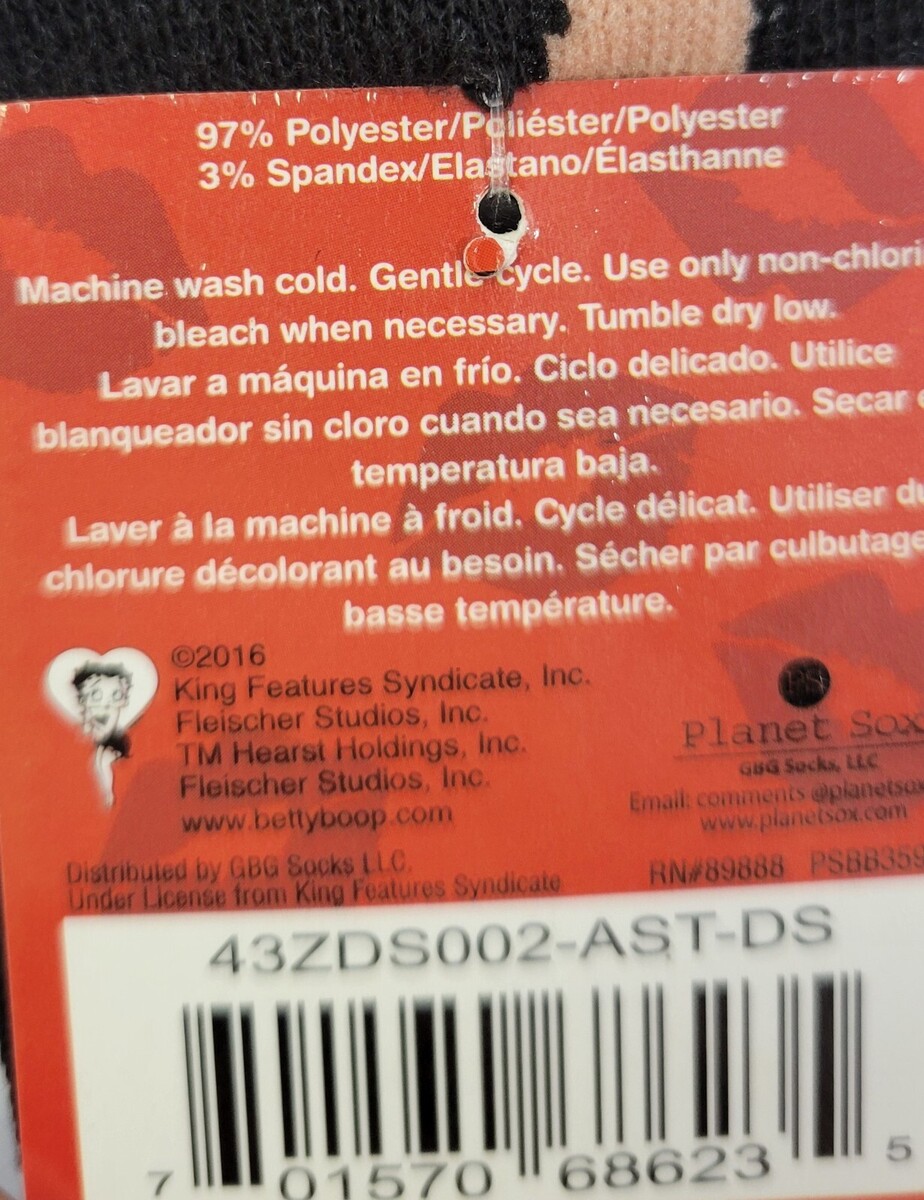 97% Polyester/Poliéster/Polyester
3% Spandex/Elastano/Élasthanne
Machine wash cold. Gentle cycle. Use only non-chlori
bleach when necessary. Tumble dry low.
Lavar a máquina en frío. Ciclo delicado. Utilice
blanqueador sin cloro cuando sea necesario. Secar
temperatura baja.
Laver à la machine à froid. Cycle délicat. Utiliser du
chlorure décolorant au besoin. Sécher par culbutage
basse température.
©2016
King Features Syndicate, Inc.
Fleischer Studios, Inc.
TM Hearst Holdings, Inc.
Fleischer Studios, Inc.
www.bettyboop.com
PS
Planet Sox
GBG Socks, LLC
Email: comments @planetsox
www.planetsox.com
Distributed by GBG Socks LLC.
Under License from King Features Syndicate
RN#89888 PSBB359
43ZDS002-AST-DS
7 01570 68623 5